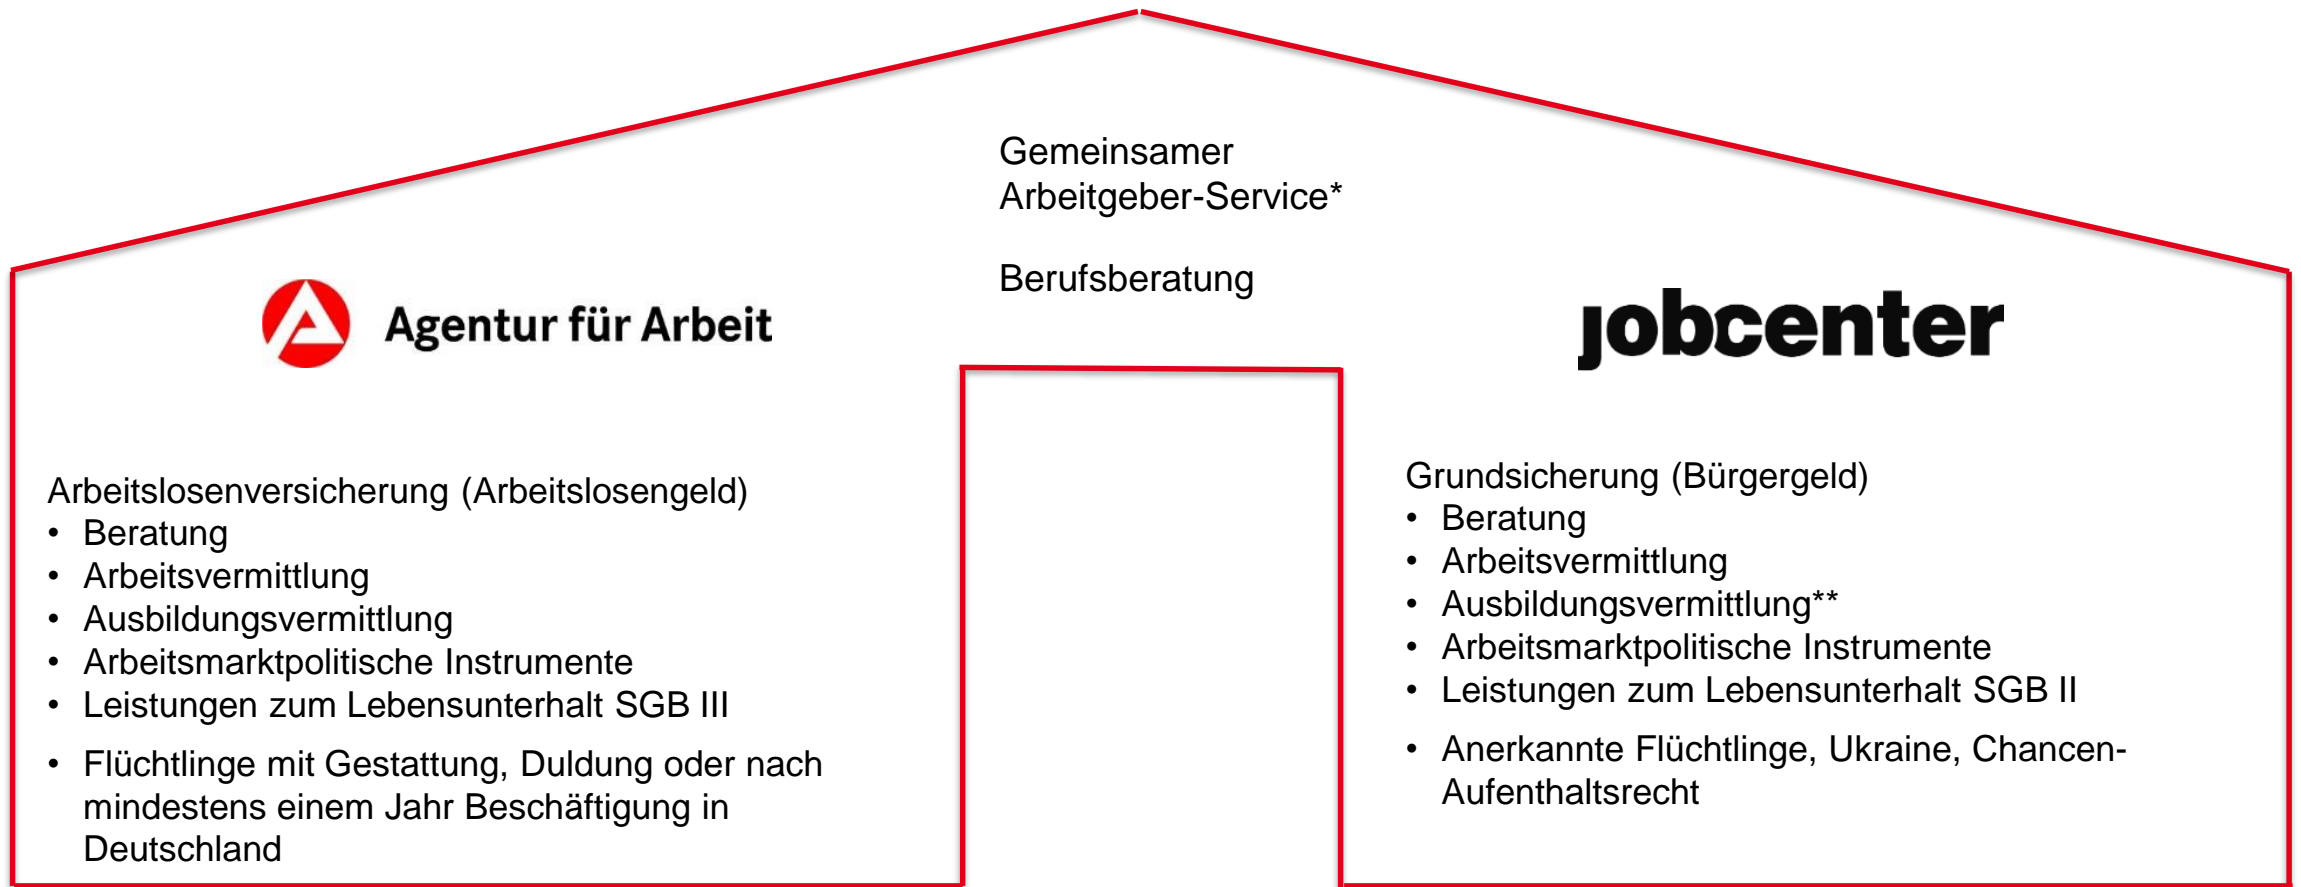 Gemeinsamer
Arbeitgeber-Service*
Berufsberatung
Agentur für Arbeit
jobcenter
Arbeitslosenversicherung (Arbeitslosengeld)
• Beratung
• Arbeitsvermittlung
• Ausbildungsvermittlung
• Arbeitsmarktpolitische Instrumente
• Leistungen zum Lebensunterhalt SGB III
• Flüchtlinge mit Gestattung, Duldung oder nach
mindestens einem Jahr Beschäftigung in
Deutschland
Grundsicherung (Bürgergeld)
• Beratung
• Arbeitsvermittlung
• Ausbildungsvermittlung**
• Arbeitsmarktpolitische Instrumente
• Leistungen zum Lebensunterhalt SGB II
• Anerkannte Flüchtlinge, Ukraine, Chancen-
Aufenthaltsrecht